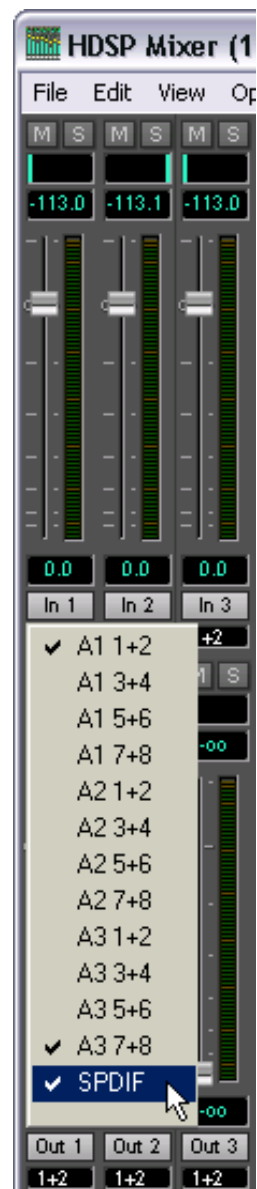 HDSP Mixer (1
File Edit View Op
M S M S M S
-113.0 -113.1 -113.0
0.0 0.0 0.0
In 1 In 2 In 3
+2
✔ A1 1+2
A1 3+4
S
A1 5+6
A1 7+8
-oo
A2 1+2
A2 3+4
A2 5+6
A2 7+8
A3 1+2
A3 3+4
A3 5+6
✔ A3 7+8
✔ SPDIF
-oo
Out 1 Out 2 Out 3
1+2 1+2 1+2